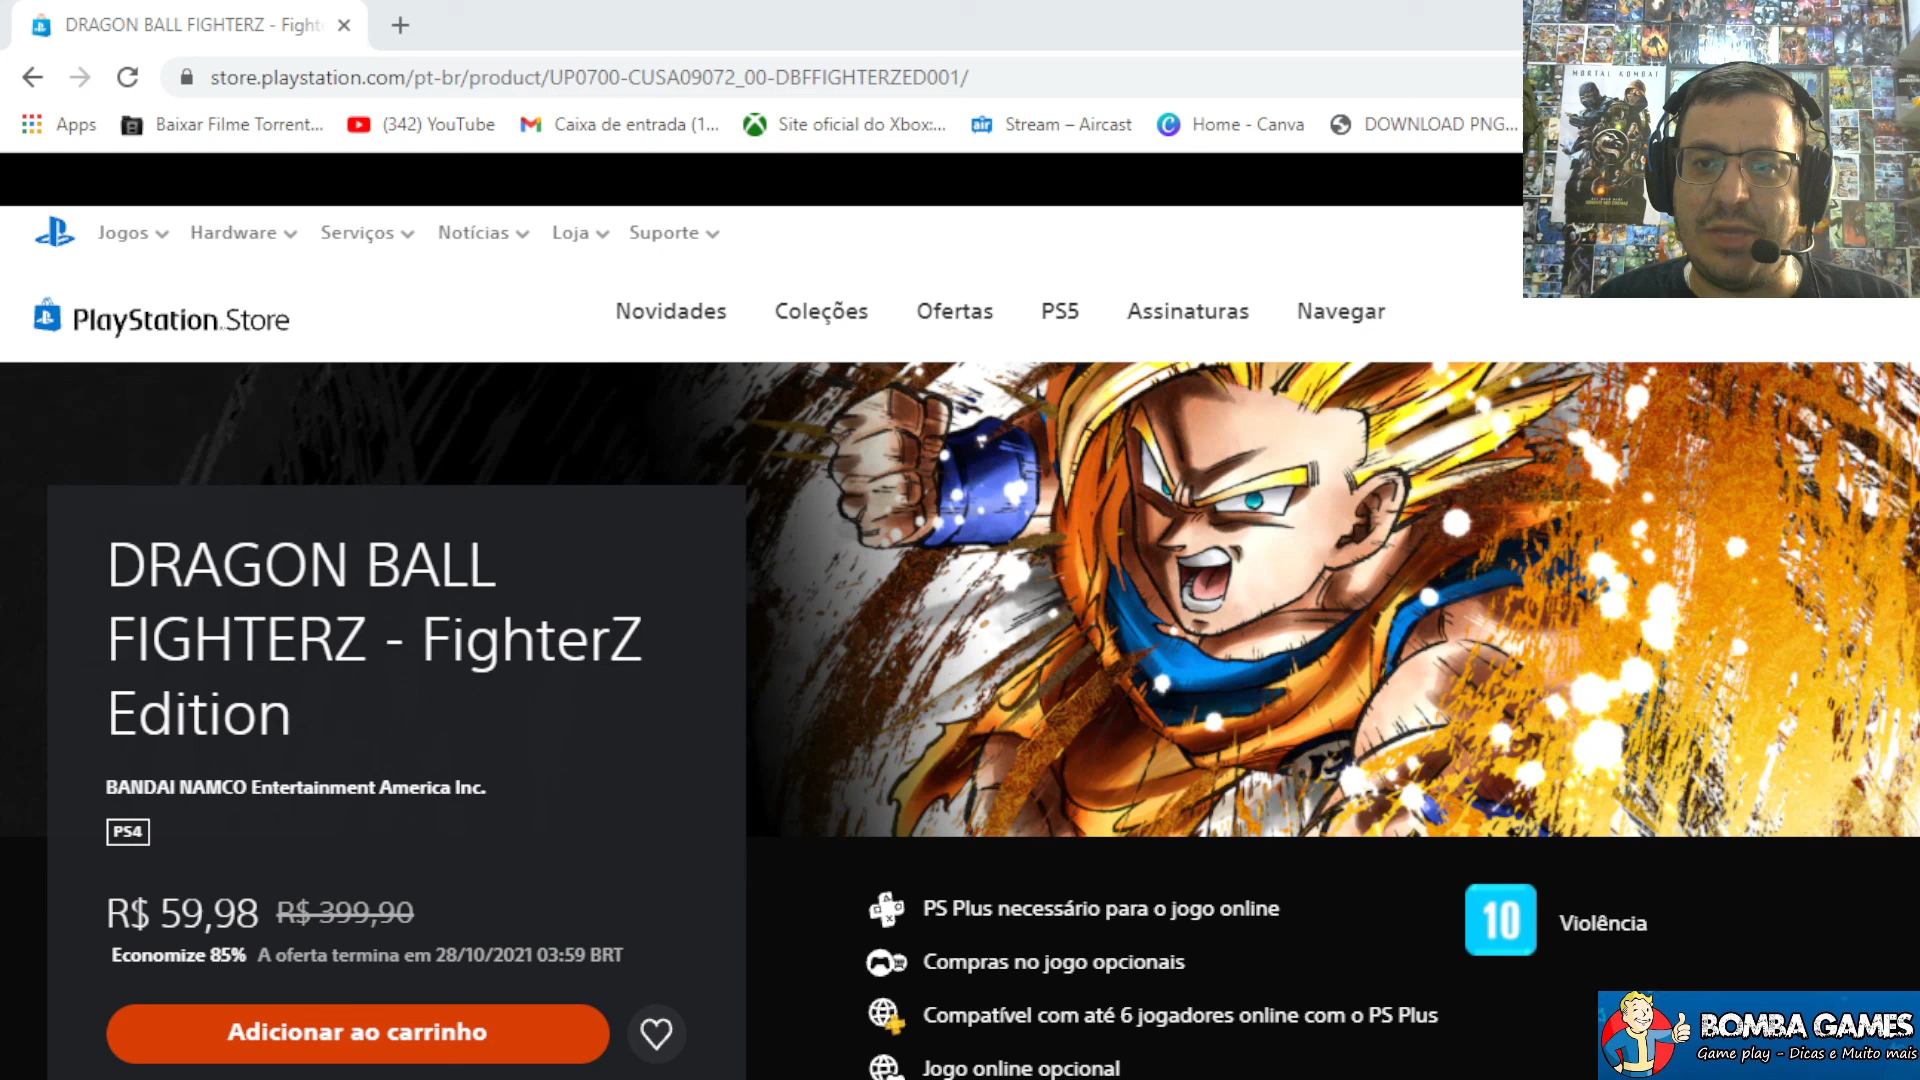 DRAGON BALL FIGHTERZ - Fight
store.playstation.com/pt-br/product/UP0700-CUSA09072_00-DBFFIGHTERZED001/
Apps
Baixar Filme Torrent...
(342) YouTube
Caixa de entrada (1...
Site oficial do Xbox:...
air
Stream – Aircast
Home - Canva
DOWNLOAD PNG...
MORTAL KOMBAT
Jogos
Hardware
Serviços
Notícias
Loja
Suporte
PlayStation Store
Novidades
Coleções
Ofertas
PS5
Assinaturas
Navegar
DRAGON BALL
FIGHTERZ - FighterZ
Edition
BANDAI NAMCO Entertainment America Inc.
PS4
R$ 59,98 R$ 399,90
Economize 85% A oferta termina em 28/10/2021 03:59 BRT
Adicionar ao carrinho
PS Plus necessário para o jogo online
Compras no jogo opcionais
Compatível com até 6 jogadores online com o PS Plus
Jogo online opcional
10
Violência
BOMBA GAMES
Game play - Dicas e Muito mais